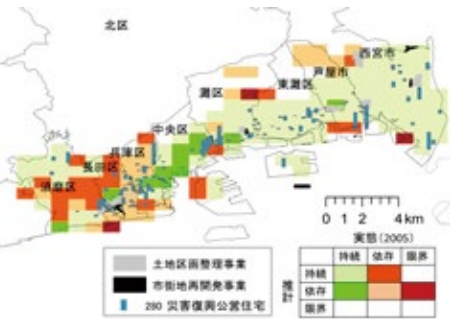 北区
西宮市
芦屋市
東灘区
灘区
中央区
兵庫区
長田区
須磨区
0 1 2 4km
実態(2005)
持続 依存 限界
推計
持続
依存
限界
土地区画整理事業
市街地再開発事業
280 災害復興公営住宅